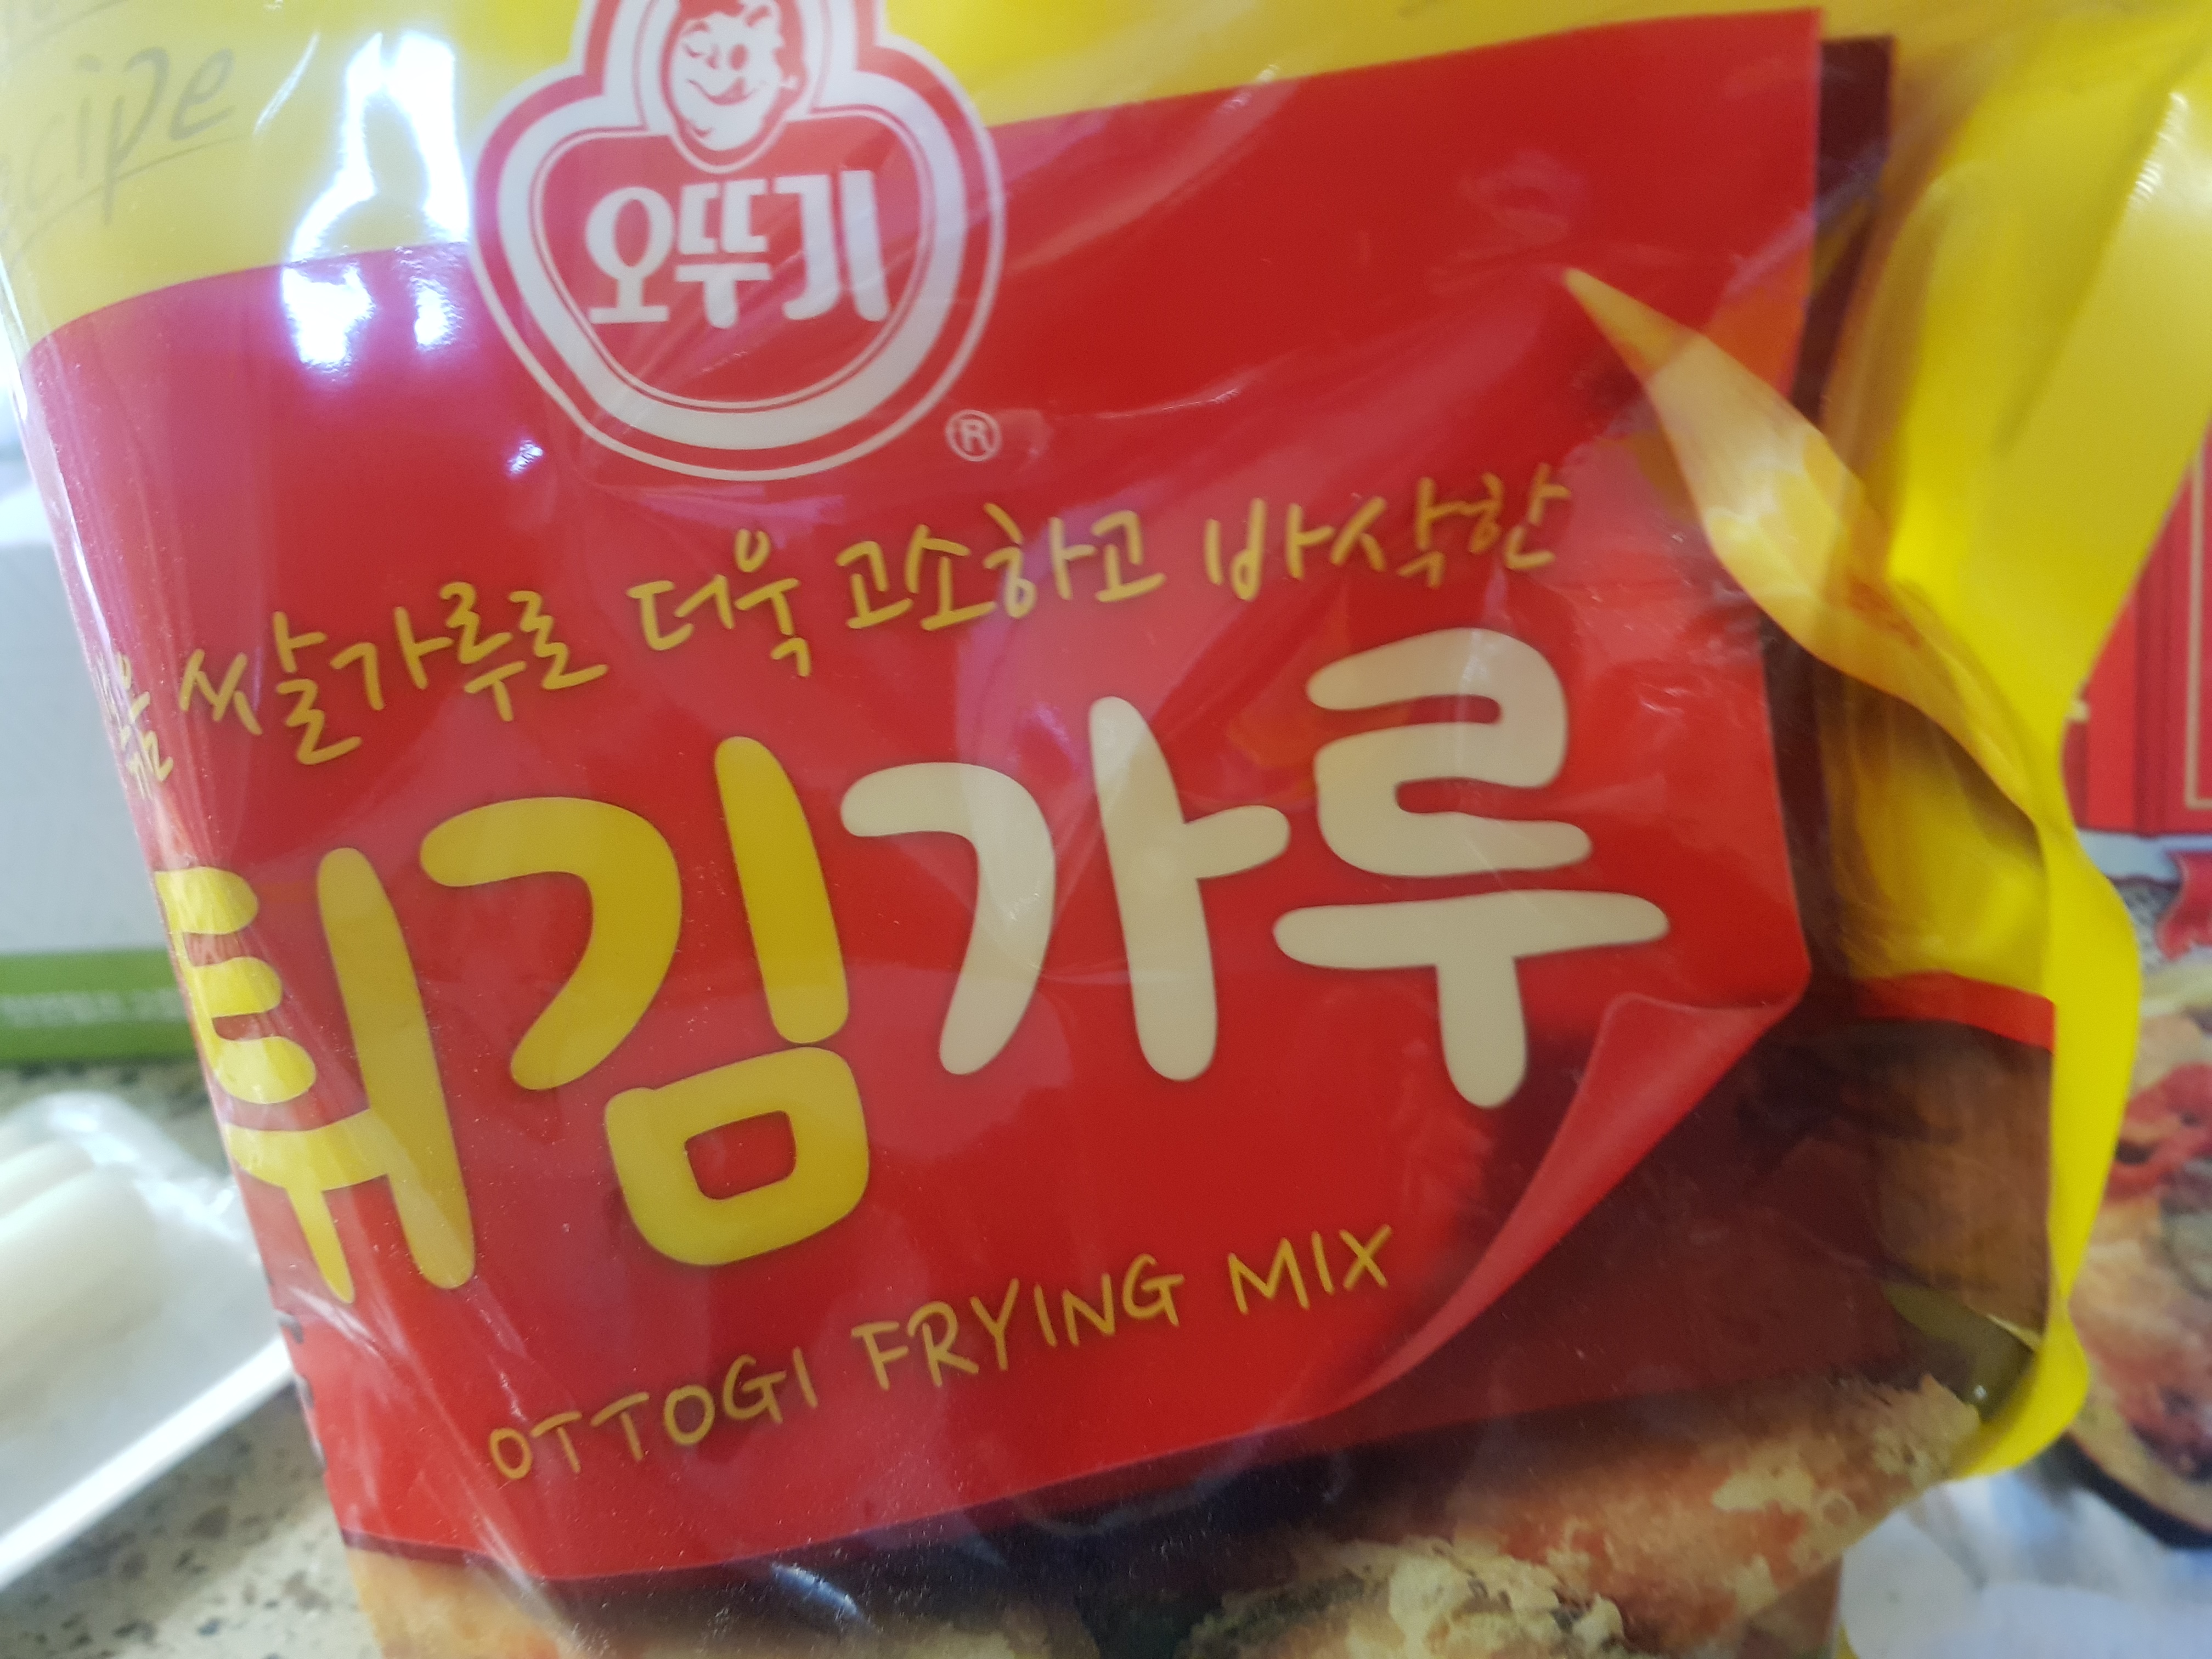 cipe
오뚜기
®
쌀가루로 더욱 고소하고 바삭한
튀김가루
OTTOGI FRYING MIX